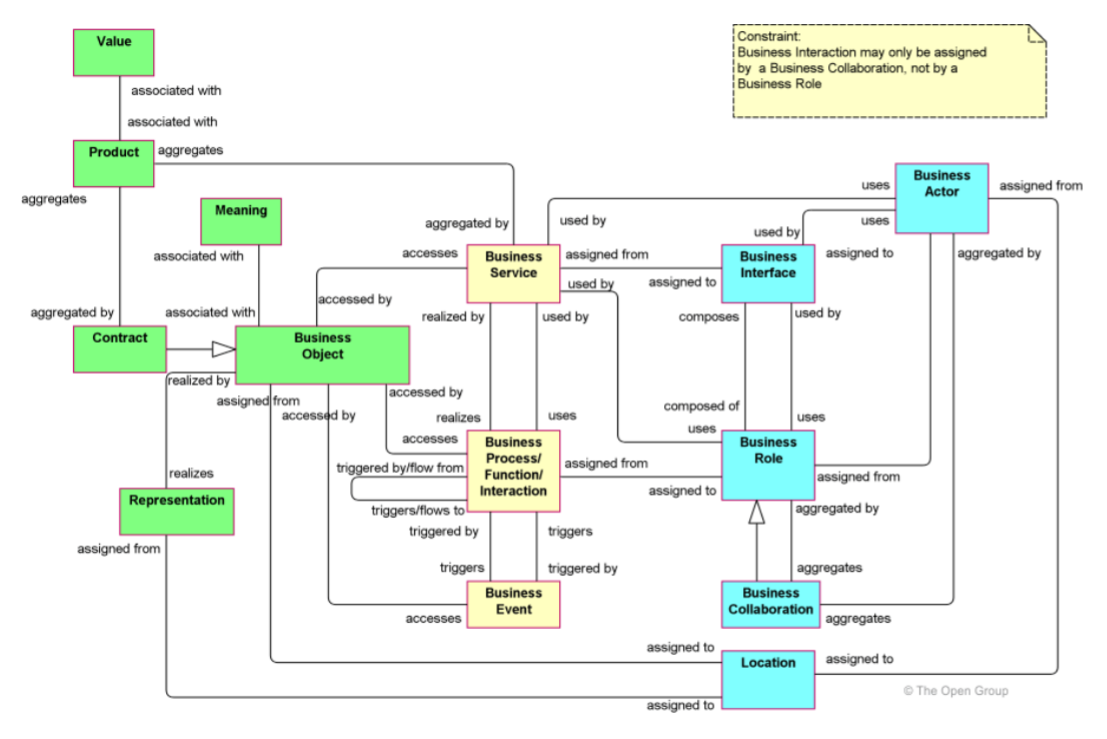 Value
Constraint:
Business Interaction may only be assigned
by a Business Collaboration, not by a
Business Role
associated with
associated with
Product
aggregates
Business
Actor
uses
assigned from
aggregates
Meaning
aggregated by
used by
uses
used by
associated with
accesses
Business
Service
assigned from
Business
Interface
assigned to
aggregated by
assigned to
used by
accessed by
aggregated by
associated with
realized by
used by
composes
used by
Contract
Business
Object
realized by
accessed by
assigned from
accessed by
composed of
realizes
uses
uses
uses
accesses
Business
Process/
Function/
Interaction
Business
Role
triggered by/flow from
assigned from
realizes
assigned from
assigned to
Representation
triggers/flows to
aggregated by
triggered by
triggers
assigned from
triggers
triggered by
aggregates
Business
Event
Business
Collaboration
accesses
aggregates
assigned to
Location
assigned to
© The Open Group
assigned to